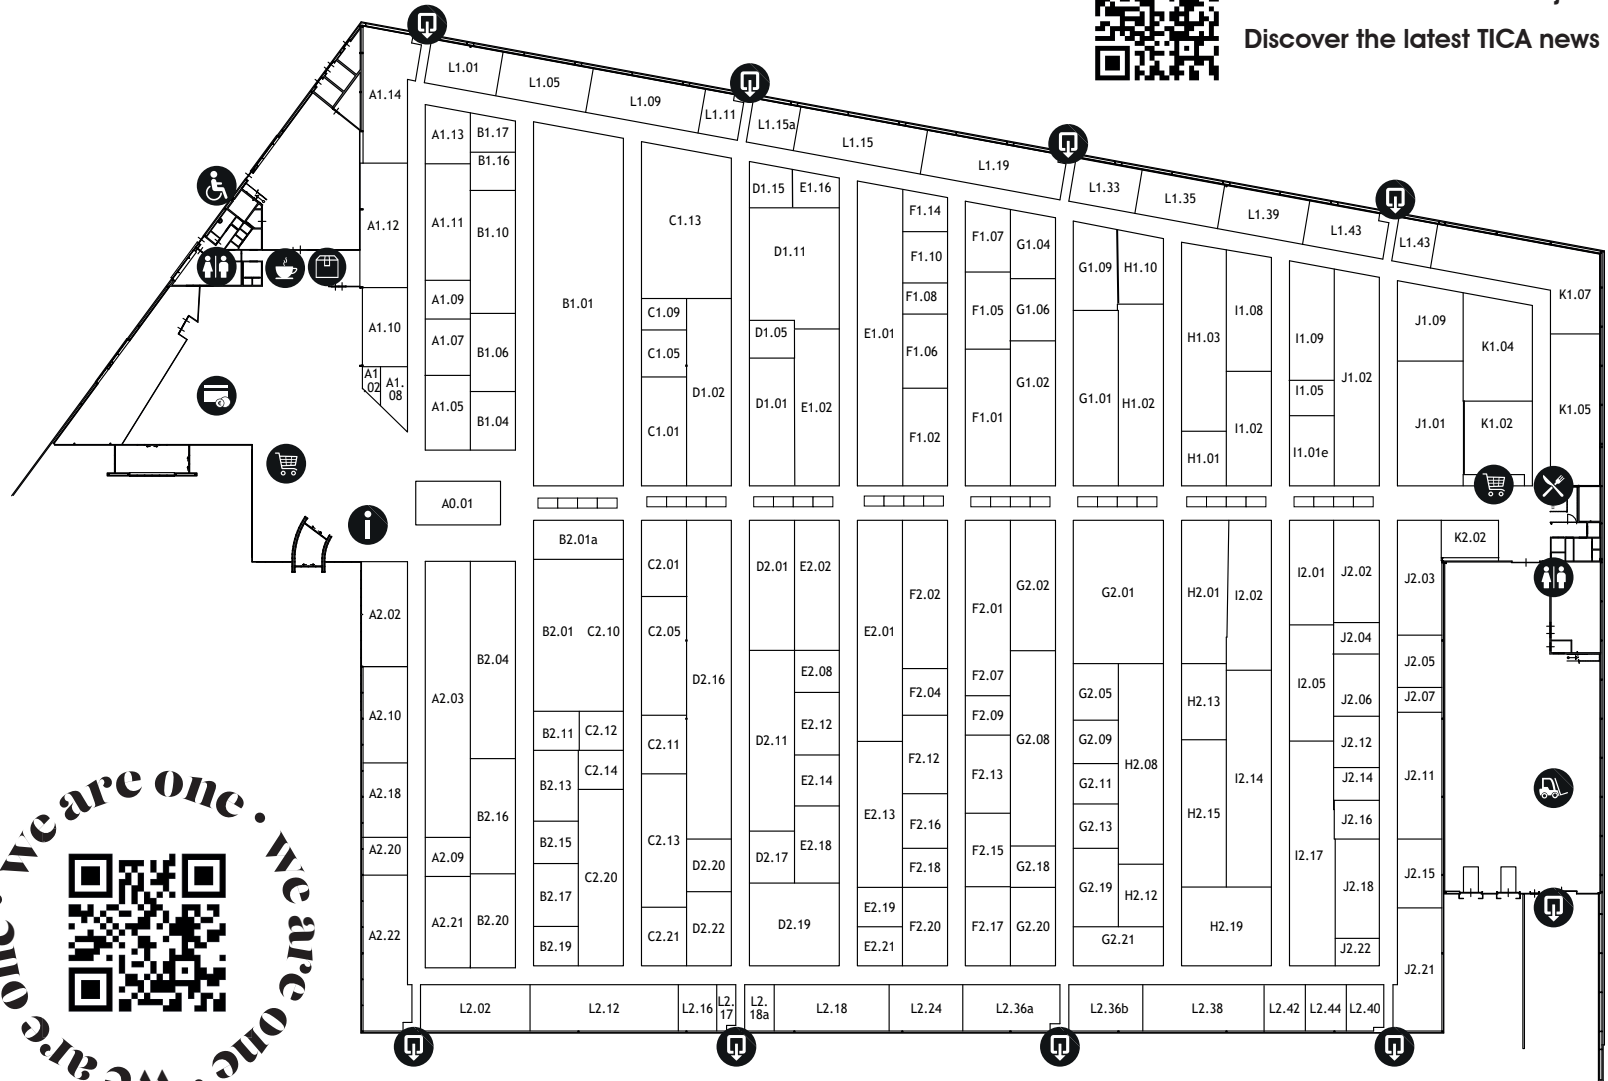 Discover the latest TICA news
L1.01
L1.05
L1.09
L1.11
L1.15a
L1.15
L1.19
L1.33
L1.35
L1.39
L1.43
L1.43
A1.14
A1.13
B1.17
B1.16
A1.12
A1.11
B1.10
A1.10
A1.09
A1.07
B1.06
A1
02
A1.
08
A1.05
B1.04
B1.01
C1.13
C1.09
C1.05
C1.01
D1.02
D1.15
E1.16
D1.11
D1.05
D1.01
E1.02
E1.01
F1.14
F1.10
F1.08
F1.06
F1.02
F1.07
G1.04
F1.05
G1.06
F1.01
G1.02
G1.09
H1.10
G1.01
H1.02
H1.03
I1.08
H1.01
I1.02
I1.09
I1.05
I1.01e
J1.02
J1.09
J1.01
K1.04
K1.02
K1.07
K1.05
A0.01
i
K2.02
A2.02
A2.10
A2.18
A2.20
A2.22
A2.03
A2.09
A2.21
B2.04
B2.16
B2.20
B2.01a
B2.01
C2.10
B2.11
C2.12
B2.13
C2.14
B2.15
B2.17
B2.19
C2.20
C2.01
C2.05
C2.11
C2.13
C2.21
D2.16
D2.20
D2.22
D2.01
E2.02
D2.11
E2.08
E2.12
E2.14
D2.17
E2.18
D2.19
E2.01
E2.13
E2.19
E2.21
F2.02
F2.04
F2.12
F2.16
F2.18
F2.20
F2.01
F2.07
F2.09
F2.13
F2.15
F2.17
G2.02
G2.08
G2.18
G2.20
G2.01
G2.05
G2.09
G2.11
G2.13
G2.19
H2.08
H2.12
G2.21
H2.01
I2.02
H2.13
H2.15
I2.14
H2.19
I2.01
I2.05
I2.17
J2.02
J2.04
J2.06
J2.12
J2.14
J2.16
J2.18
J2.22
J2.03
J2.05
J2.07
J2.11
J2.15
J2.21
L2.02
L2.12
L2.16
L2.
17
L2.
18a
L2.18
L2.24
L2.36a
L2.36b
L2.38
L2.42
L2.44
L2.40
we are one · we are one · we are one · we are one